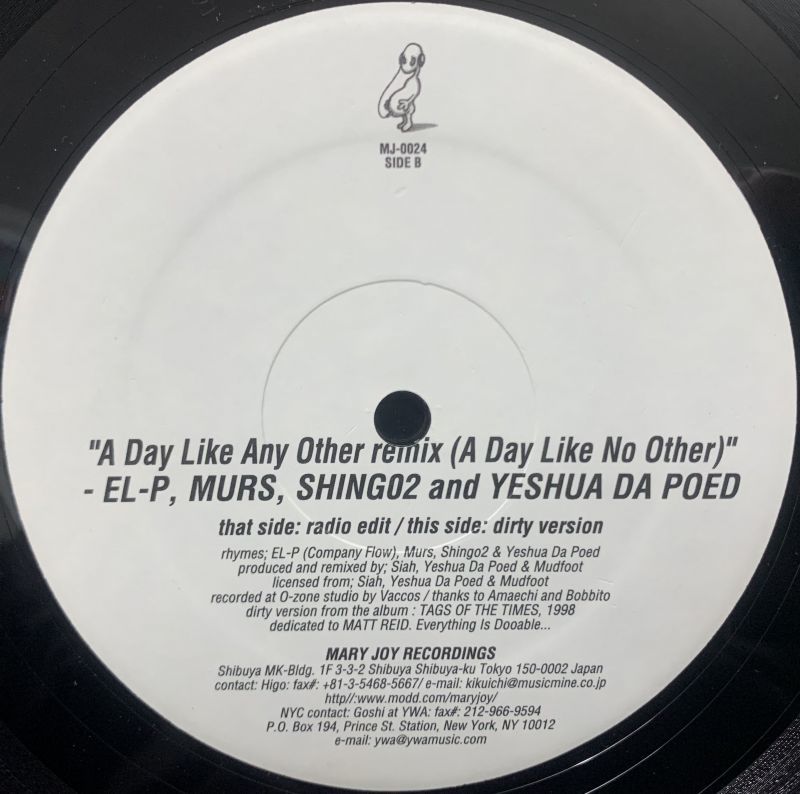 MJ-0024
SIDE B
"A Day Like Any Other remix (A Day Like No Other)"
- EL-P, MURS, SHINGO2 and YESHUA DA POED
that side: radio edit / this side: dirty version
rhymes; EL-P (Company Flow), Murs, Shingo2 & Yeshua Da Poed
produced and remixed by; Siah, Yeshua Da Poed & Mudfoot
licensed from; Siah, Yeshua Da Poed & Mudfoot
recorded at O-zone studio by Vaccos / thanks to Amaechi and Bobbito
dirty version from the album : TAGS OF THE TIMES, 1998
dedicated to MATT REID. Everything Is Dooable...
MARY JOY RECORDINGS
Shibuya MK-Bldg. 1F 3-3-2 Shibuya Shibuya-ku Tokyo 150-0002 Japan
contact: Higo: fax#: +81-3-5468-5667/ e-mail: kikuichi@musicmine.co.jp
http//:www.modd.com/maryjoy/
NYC contact: Goshi at YWA: fax#: 212-966-9594
P.O. Box 194, Prince St. Station, New York, NY 10012
e-mail: ywa@ywamusic.com